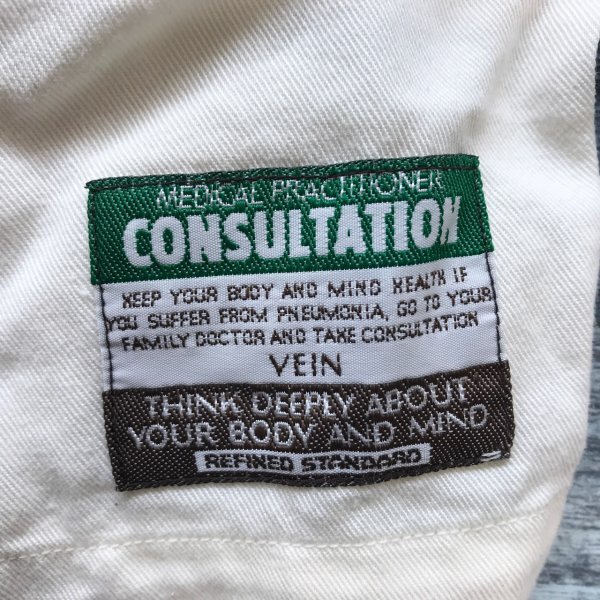 MEDICAL PRACTITIONER
CONSULTATION
KEEP YOUR BODY AND MIND HEALTH IF
YOU SUFFER FROM PNEUMONIA, GO TO YOUR
FAMILY DOCTOR AND TAKE CONSULTATION
VEIN
THINK DEEPLY ABOUT
YOUR BODY AND MIND
REFINED STANDARD